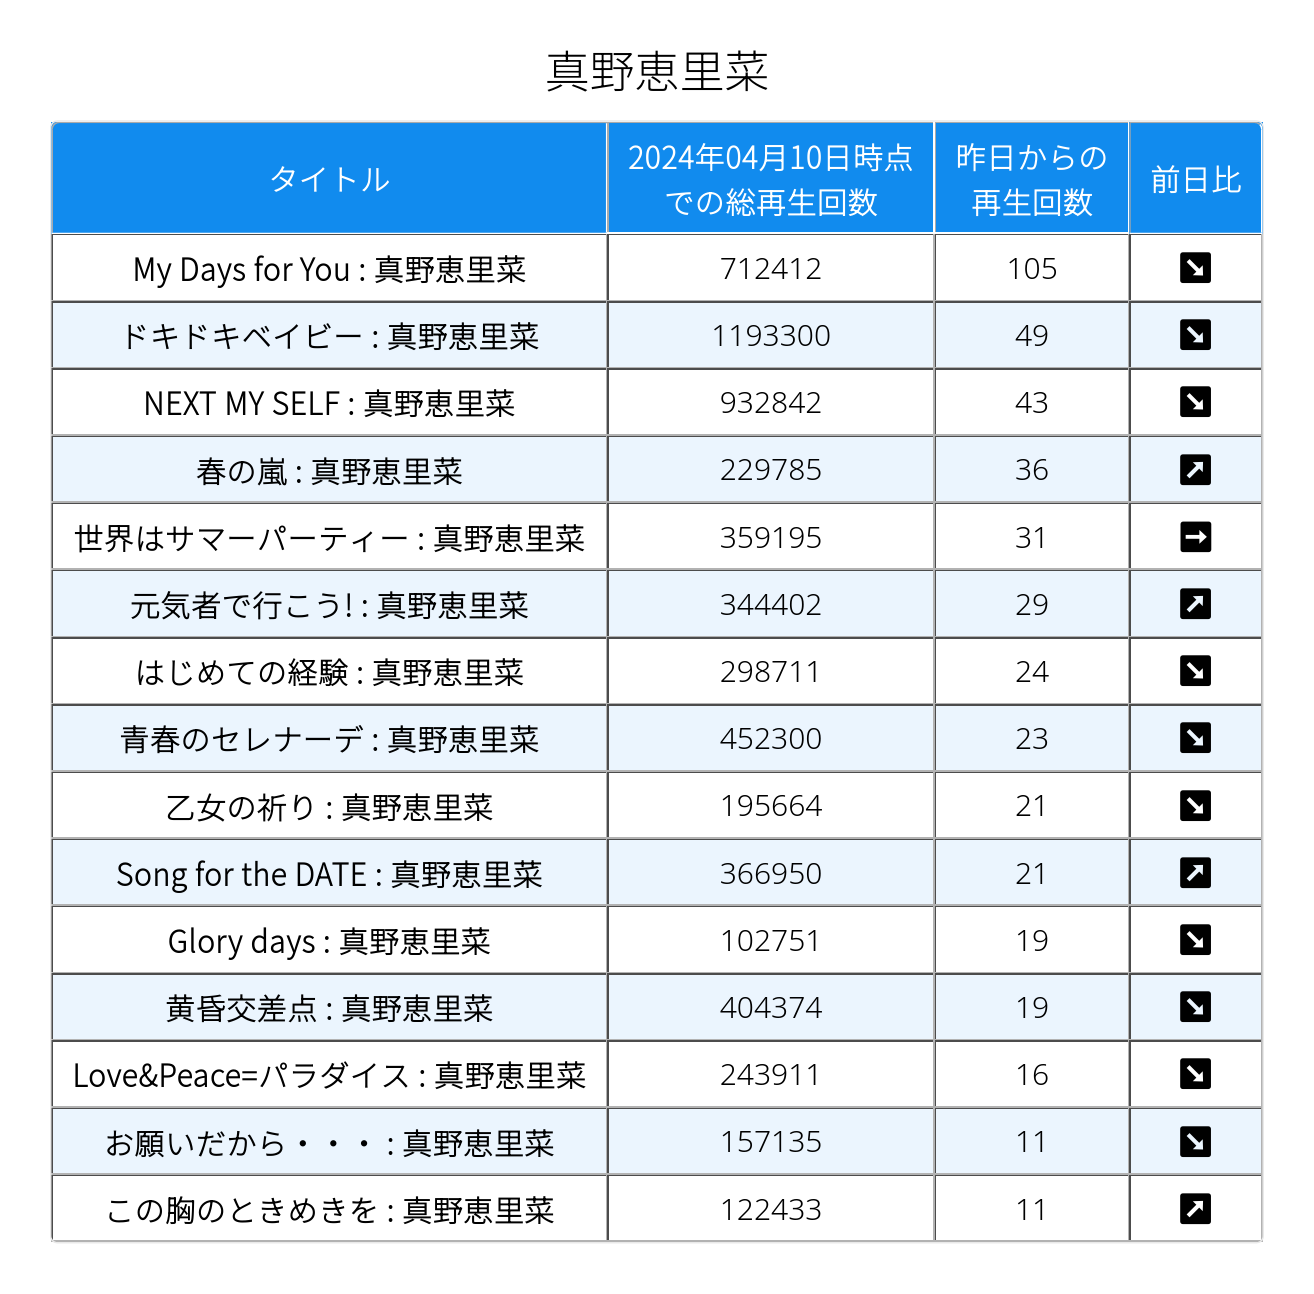 真野恵里菜
タイトル 2024年04月10日時点での総再生回数 昨日からの再生回数 前日比
My Days for You : 真野恵里菜 712412 105 ↘
ドキドキベイビー : 真野恵里菜 1193300 49 ↘
NEXT MY SELF : 真野恵里菜 932842 43 ↘
春の嵐 : 真野恵里菜 229785 36 ↗
世界はサマーパーティー : 真野恵里菜 359195 31 →
元気者で行こう! : 真野恵里菜 344402 29 ↗
はじめての経験 : 真野恵里菜 298711 24 ↘
青春のセレナーデ : 真野恵里菜 452300 23 ↘
乙女の祈り : 真野恵里菜 195664 21 ↘
Song for the DATE : 真野恵里菜 366950 21 ↗
Glory days : 真野恵里菜 102751 19 ↘
黄昏交差点 : 真野恵里菜 404374 19 ↘
Love&Peace=パラダイス : 真野恵里菜 243911 16 ↘
お願いだから・・・ : 真野恵里菜 157135 11 ↘
この胸のときめきを : 真野恵里菜 122433 11 ↗